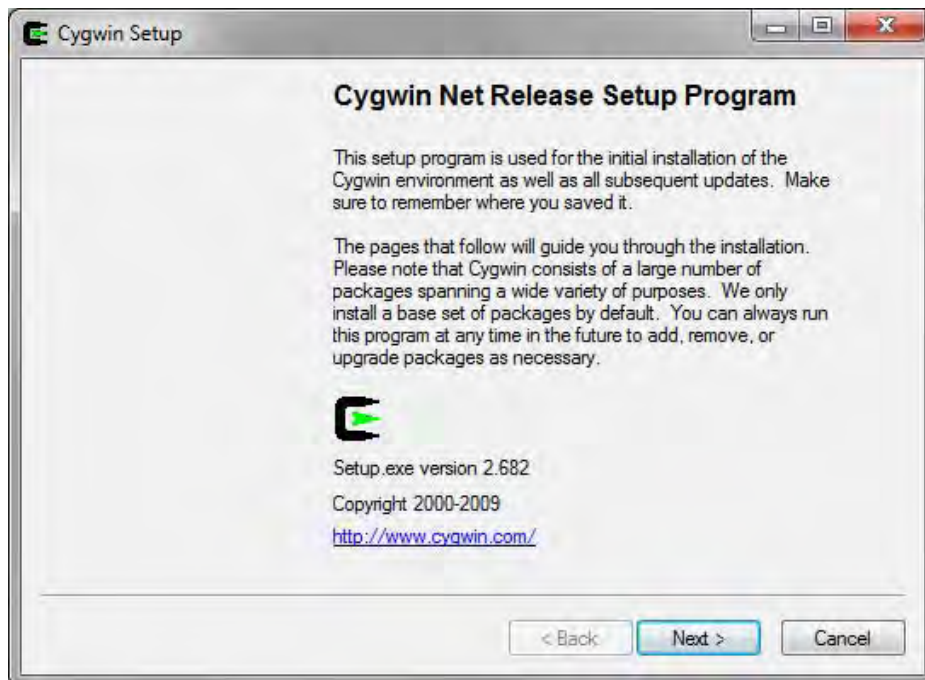 Cygwin Setup
Cygwin Net Release Setup Program
This setup program is used for the initial installation of the
Cygwin environment as well as all subsequent updates.  Make
sure to remember where you saved it.
The pages that follow will guide you through the installation.
Please note that Cygwin consists of a large number of
packages spanning a wide variety of purposes.  We only
install a base set of packages by default.  You can always run
this program at any time in the future to add, remove, or
upgrade packages as necessary.
Setup.exe version 2.682
Copyright 2000-2009
http://www.cygwin.com/
< Back
Next >
Cancel